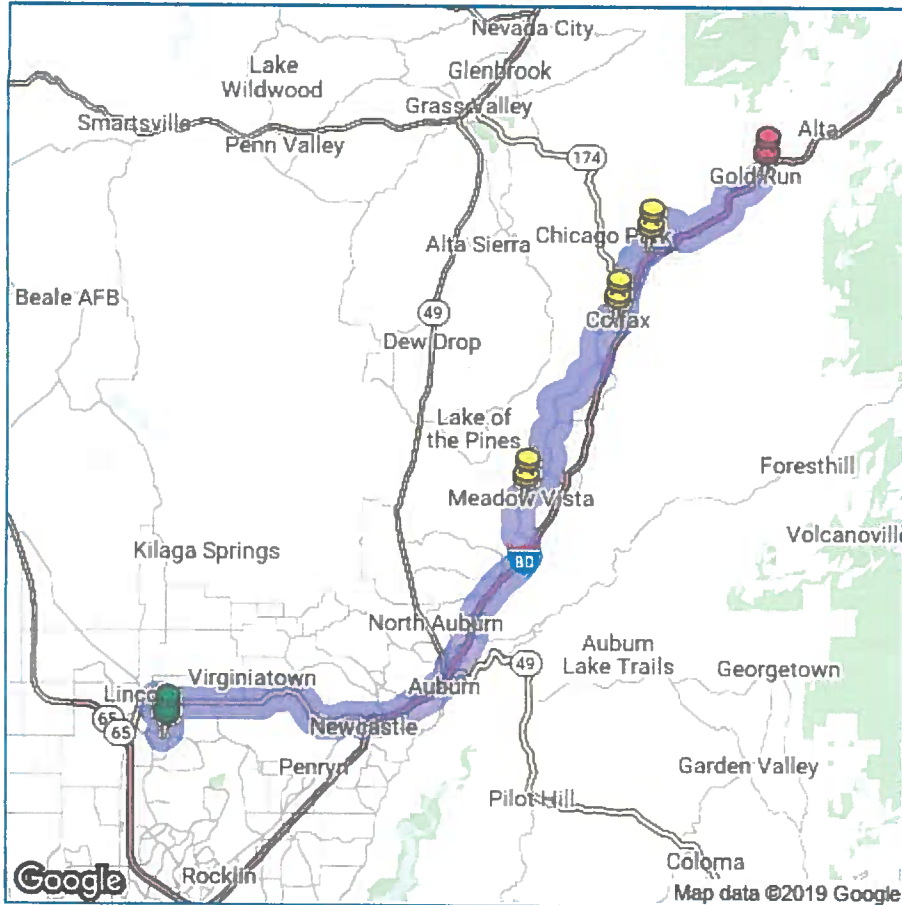 Nevada City
Lake
Wildwood
Glenbrook
Grass Valley
Smartsville
Penn Valley
Alta
174
Gold Run
Chicago Park
Alta Sierra
Beale AFB
49
Colfax
Dew Drop
Lake of
the Pines
Foresthill
Meadow Vista
Volcanoville
Kilaga Springs
80
North Auburn
Auburn
Lake Trails
49
Georgetown
Virginiatown
Auburn
65
65
Newcastle
Penryn
Garden Valley
Pilot Hill
Coloma
Rocklin
Google
Map data ©2019 Google